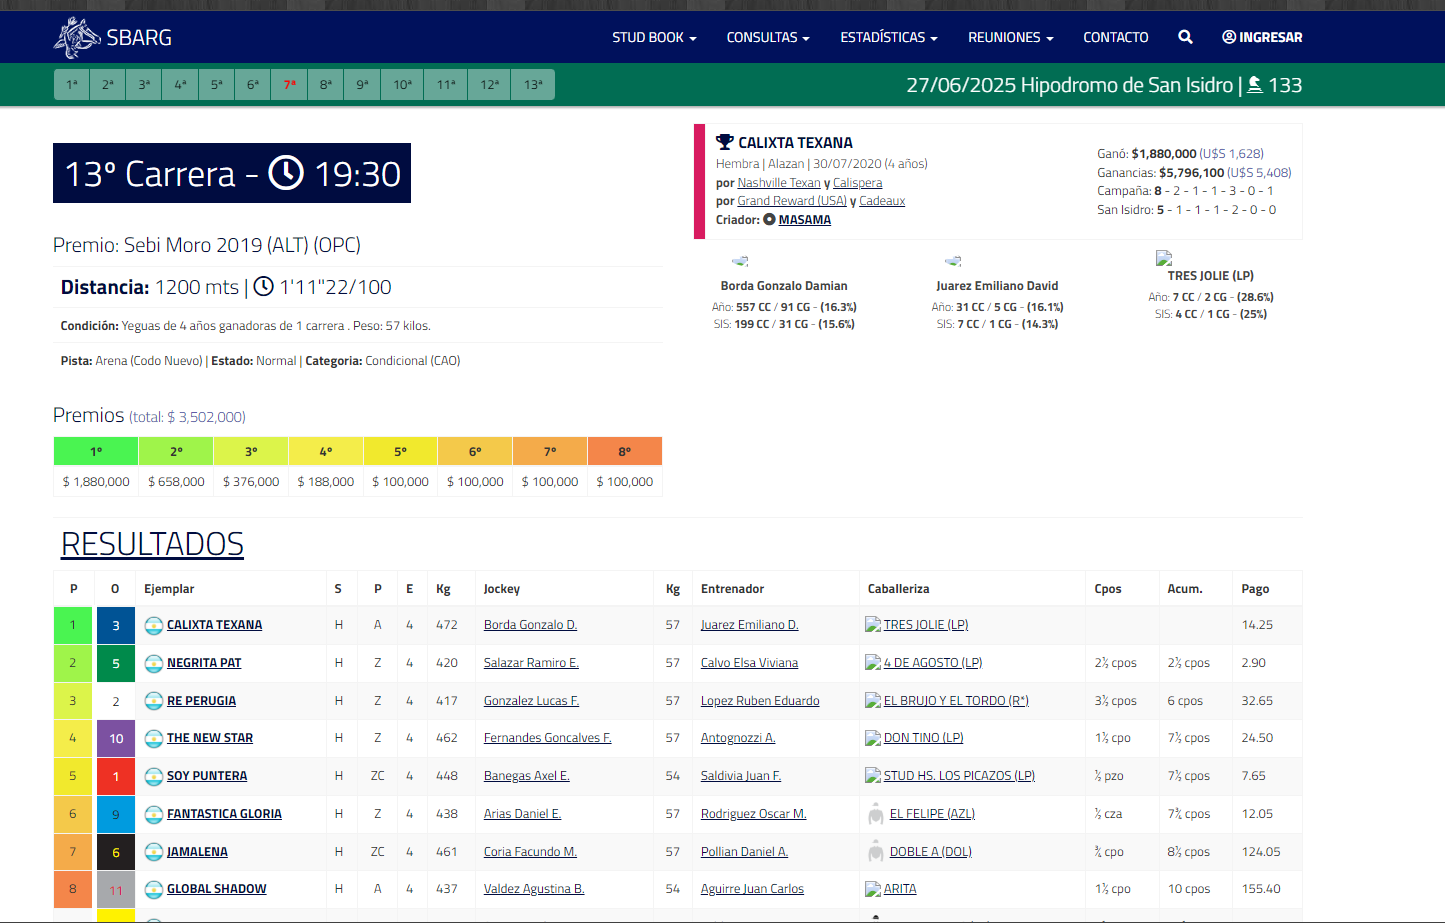 SBARG
STUD BOOK CONSULTAS ESTADÍSTICAS REUNIONES CONTACTO INGRESAR
1ª 2ª 3ª 4ª 5ª 6ª 7ª 8ª 9ª 10ª 11ª 12ª 13ª
27/06/2025 Hipodromo de San Isidro | 133
13º Carrera - 19:30
Premio: Sebi Moro 2019 (ALT) (OPC)
Distancia: 1200 mts | 1'11"22/100
Condición: Yeguas de 4 años ganadoras de 1 carrera . Peso: 57 kilos.
Pista: Arena (Codo Nuevo) | Estado: Normal | Categoria: Condicional (CAO)
Premios (total: $ 3,502,000)
1º 2º 3º 4º 5º 6º 7º 8º
$ 1,880,000 $ 658,000 $ 376,000 $ 188,000 $ 100,000 $ 100,000 $ 100,000 $ 100,000
CALIXTA TEXANA
Hembra | Alazan | 30/07/2020 (4 años)
por Nashville Texan y Calispera
por Grand Reward (USA) y Cadeaux
Criador: MASAMA
Ganó: $1,880,000 (U$S 1,628)
Ganancias: $5,796,100 (U$S 5,408)
Campaña: 8 - 2 - 1 - 1 - 3 - 0 - 1
San Isidro: 5 - 1 - 1 - 1 - 2 - 0 - 0
Borda Gonzalo Damian
Año: 557 CC / 91 CG - (16.3%)
SIS: 199 CC / 31 CG - (15.6%)
Juarez Emiliano David
Año: 31 CC / 5 CG - (16.1%)
SIS: 7 CC / 1 CG - (14.3%)
TRES JOLIE (LP)
Año: 7 CC / 2 CG - (28.6%)
SIS: 4 CC / 1 CG - (25%)
RESULTADOS
P O Ejemplar S P E Kg Jockey Kg Entrenador Caballeriza Cpos Acum. Pago
1 3 CALIXTA TEXANA H A 4 472 Borda Gonzalo D. 57 Juarez Emiliano D. TRES JOLIE (LP) 14.25
2 5 NEGRITA PAT H Z 4 420 Salazar Ramiro E. 57 Calvo Elsa Viviana 4 DE AGOSTO (LP) 2½ cpos 2½ cpos 2.90
3 2 RE PERUGIA H Z 4 417 Gonzalez Lucas F. 57 Lopez Ruben Eduardo EL BRUJO Y EL TORDO (R*) 3½ cpos 6 cpos 32.65
4 10 THE NEW STAR H Z 4 462 Fernandes Goncalves F. 57 Antognozzi A. DON TINO (LP) 1½ cpo 7½ cpos 24.50
5 1 SOY PUNTERA H ZC 4 448 Banegas Axel E. 54 Saldivia Juan F. STUD HS. LOS PICAZOS (LP) ½ pzo 7½ cpos 7.65
6 9 FANTASTICA GLORIA H Z 4 438 Arias Daniel E. 57 Rodriguez Oscar M. EL FELIPE (AZL) ½ cza 7¾ cpos 12.05
7 6 JAMALENA H ZC 4 461 Coria Facundo M. 57 Pollian Daniel A. DOBLE A (DOL) ¾ cpo 8½ cpos 124.05
8 11 GLOBAL SHADOW H A 4 437 Valdez Agustina B. 54 Aguirre Juan Carlos ARITA 1½ cpo 10 cpos 155.40